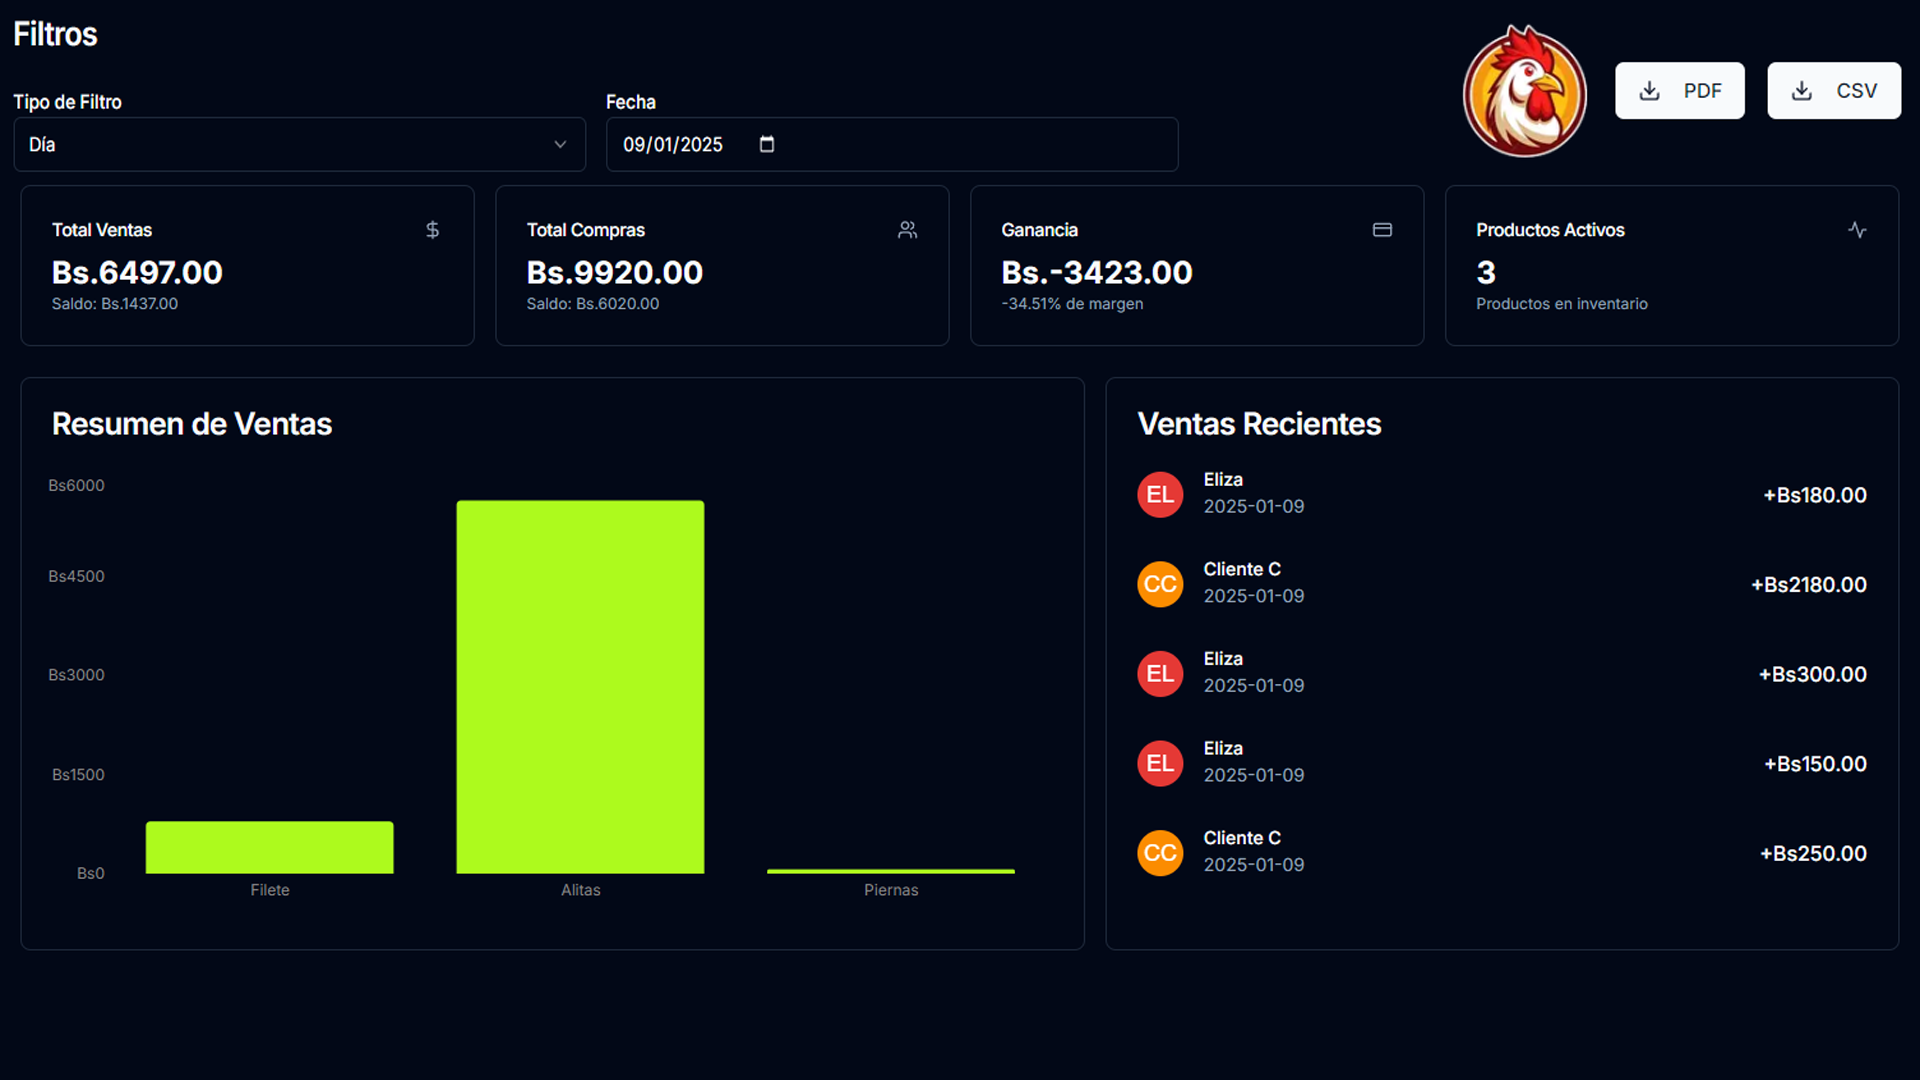 Filtros
Tipo de Filtro
Día
Fecha
09/01/2025
PDF
CSV
Total Ventas
Bs.6497.00
Saldo: Bs.1437.00
Total Compras
Bs.9920.00
Saldo: Bs.6020.00
Ganancia
Bs.-3423.00
-34.51% de margen
Productos Activos
3
Productos en inventario
Resumen de Ventas
Bs6000
Bs4500
Bs3000
Bs1500
Bs0
Filete
Alitas
Piernas
Ventas Recientes
EL
Eliza
2025-01-09
+Bs180.00
CC
Cliente C
2025-01-09
+Bs2180.00
EL
Eliza
2025-01-09
+Bs300.00
EL
Eliza
2025-01-09
+Bs150.00
CC
Cliente C
2025-01-09
+Bs250.00